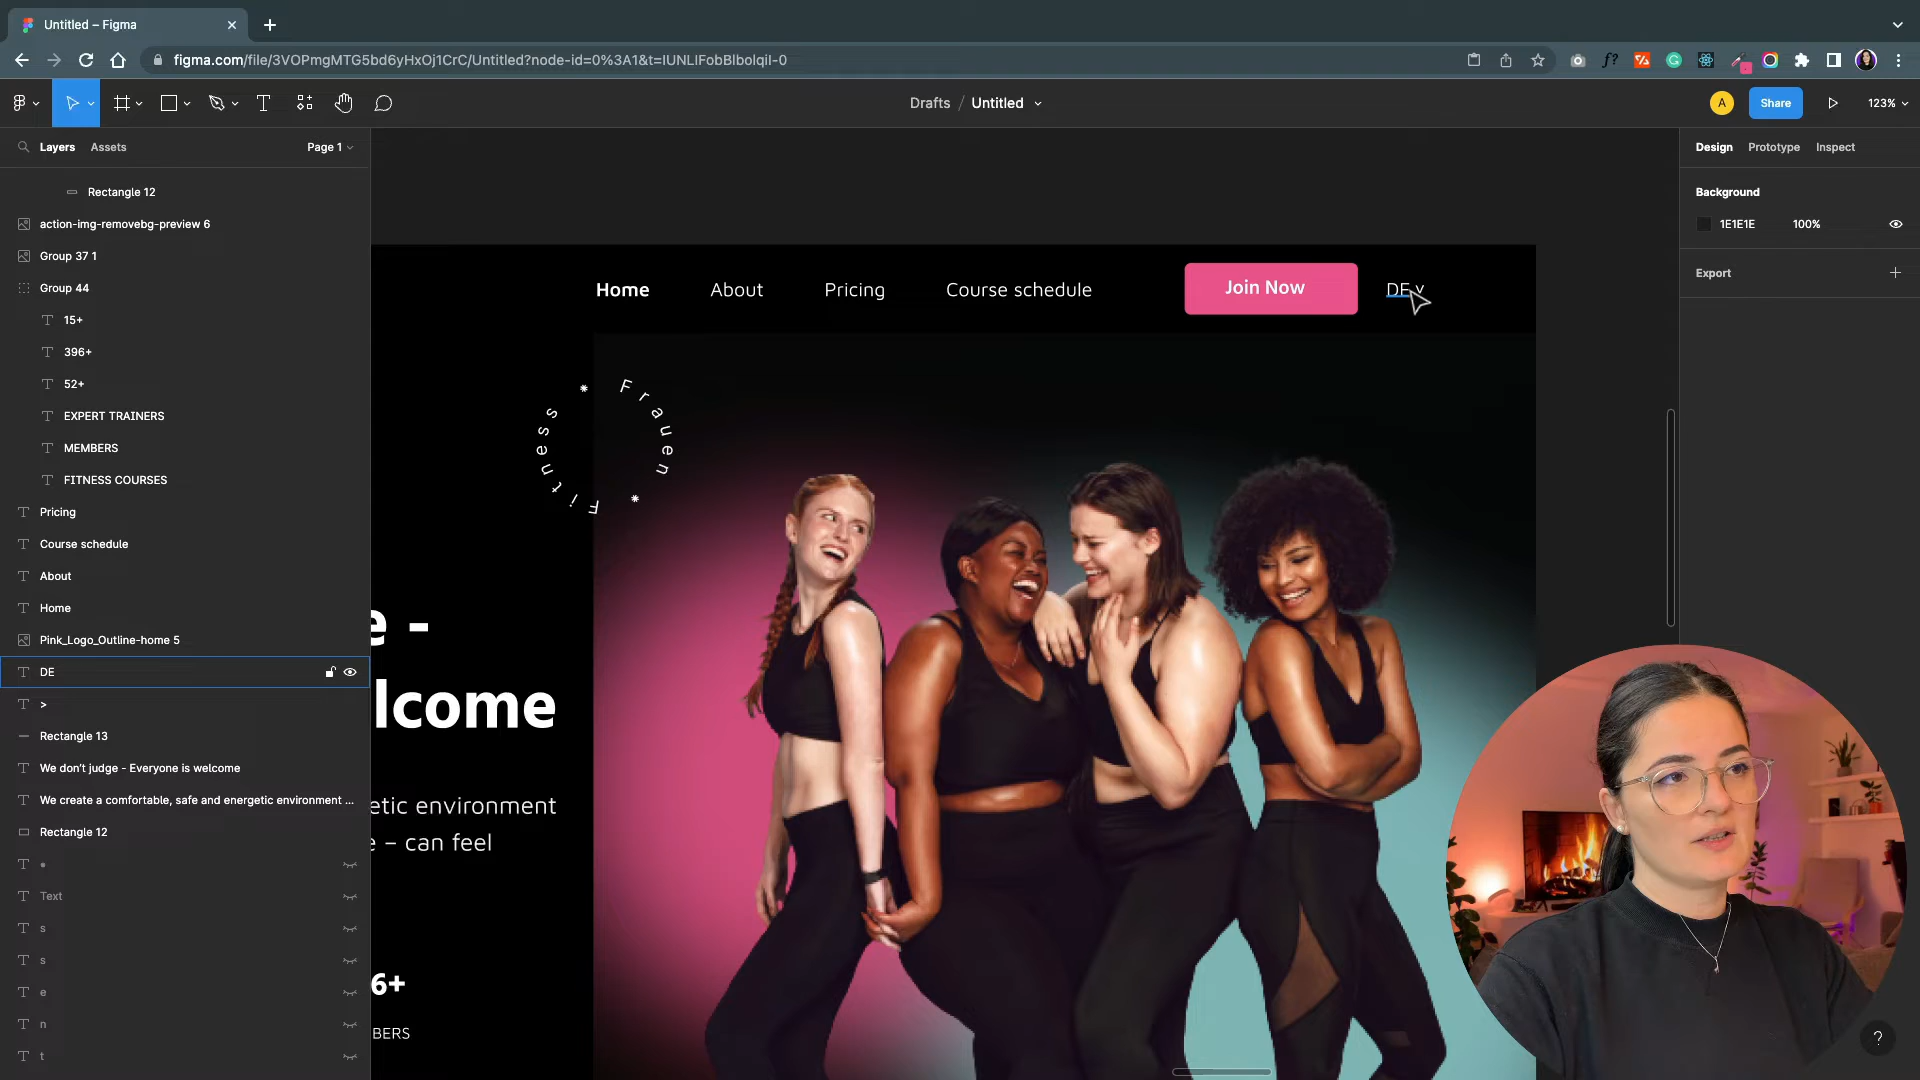 Untitled – Figma
figma.com/file/3VOPmgMTG5bd6yHxOj1CrC/Untitled?node-id=0%3A1&t=IUNLIFobBlbolqiI-0
Drafts / Untitled
A
Share
123%
Layers
Assets
Page 1
Design
Prototype
Inspect
Rectangle 12
action-img-removebg-preview 6
Group 37 1
Group 44
15+
396+
52+
EXPERT TRAINERS
MEMBERS
FITNESS COURSES
Pricing
Course schedule
About
Home
Pink_Logo_Outline-home 5
DE
>
Rectangle 13
We don't judge - Everyone is welcome
We create a comfortable, safe and energetic environment ...
Rectangle 12
•
Text
s
s
e
n
t
Background
1E1E1E
100%
Export
Home
About
Pricing
Course schedule
Join Now
DE
* Frauen * Fitness
e -
lcome
etic environment
e – can feel
6+
BERS
?